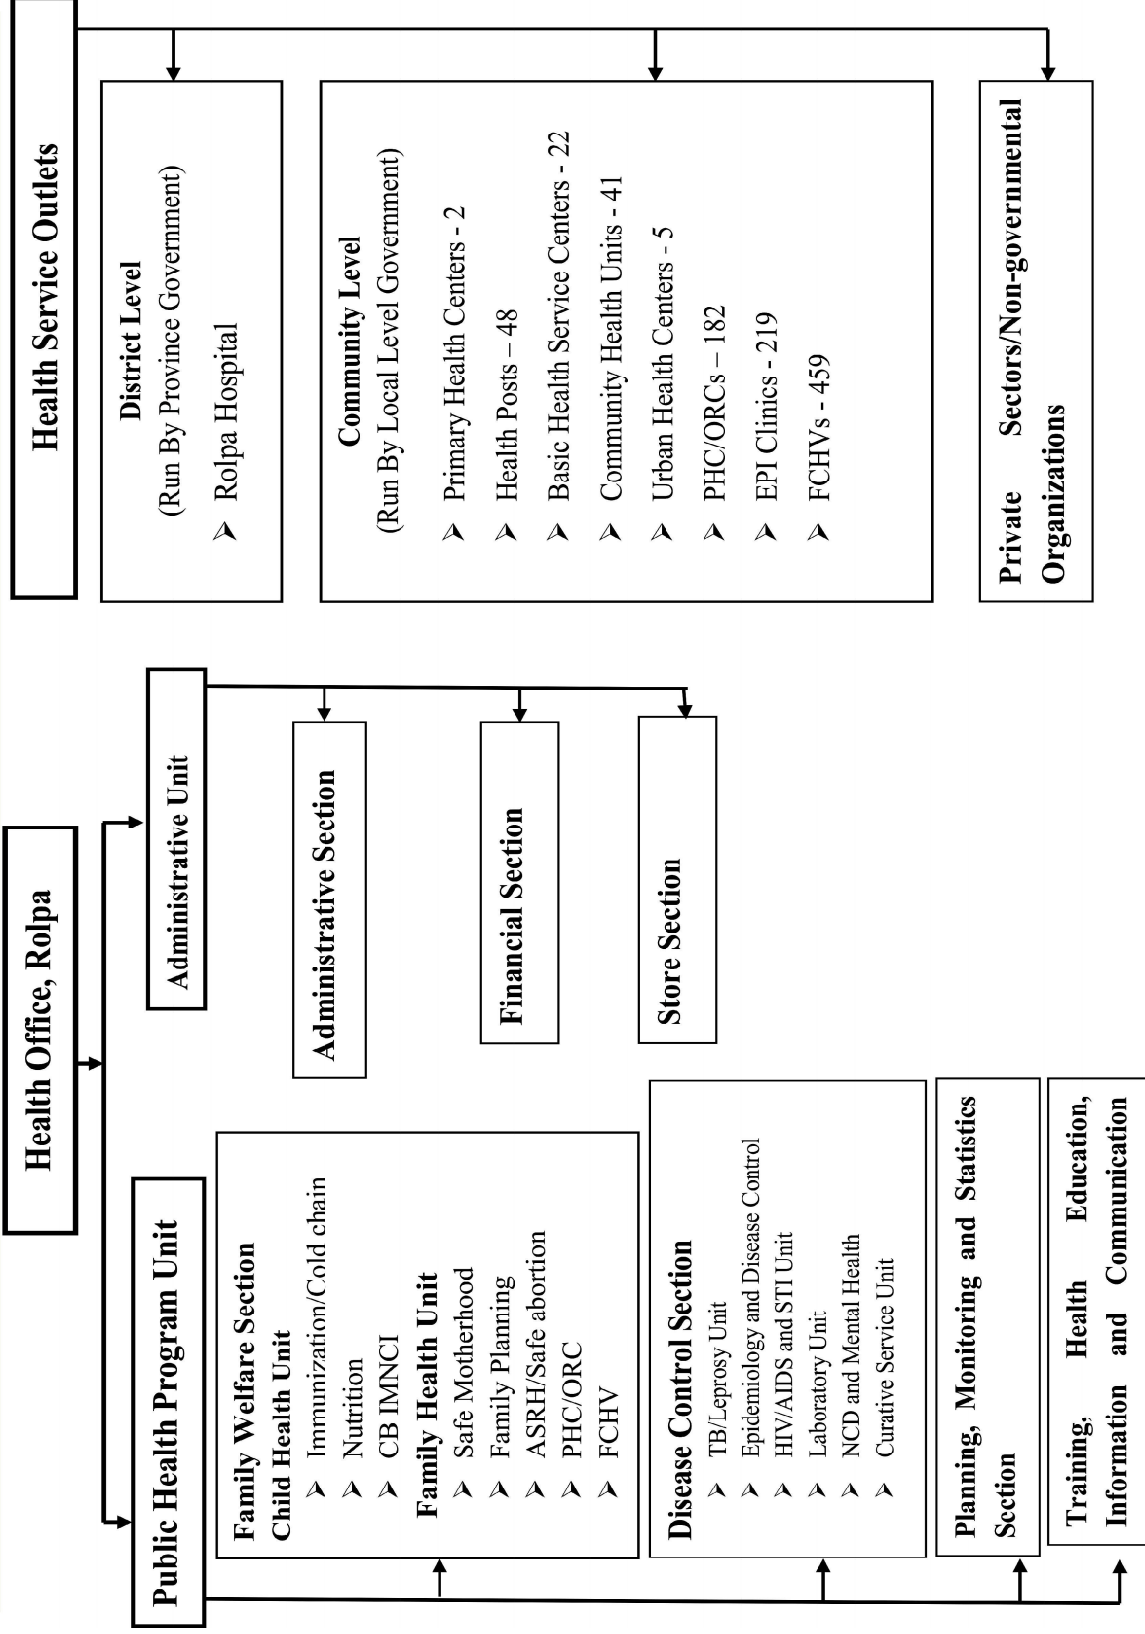 Health Office, Rolpa
Public Health Program Unit
Family Welfare Section
Child Health Unit
➢ Immunization/Cold chain
➢ Nutrition
➢ CB IMNCI
Family Health Unit
➢ Safe Motherhood
➢ Family Planning
➢ ASRH/Safe abortion
➢ PHC/ORC
➢ FCHV
Disease Control Section
➢ TB/Leprosy Unit
➢ Epidemiology and Disease Control
➢ HIV/AIDS and STI Unit
➢ Laboratory Unit
➢ NCD and Mental Health
➢ Curative Service Unit
Planning, Monitoring and Statistics
Section
Training, Health Education,
Information and Communication
Administrative Unit
Administrative Section
Financial Section
Store Section
Health Service Outlets
District Level
(Run By Province Government)
➢ Rolpa Hospital
Community Level
(Run By Local Level Government)
➢ Primary Health Centers - 2
➢ Health Posts – 48
➢ Basic Health Service Centers - 22
➢ Community Health Units - 41
➢ Urban Health Centers - 5
➢ PHC/ORCs – 182
➢ EPI Clinics - 219
➢ FCHVs - 459
Private Sectors/Non-governmental
Organizations